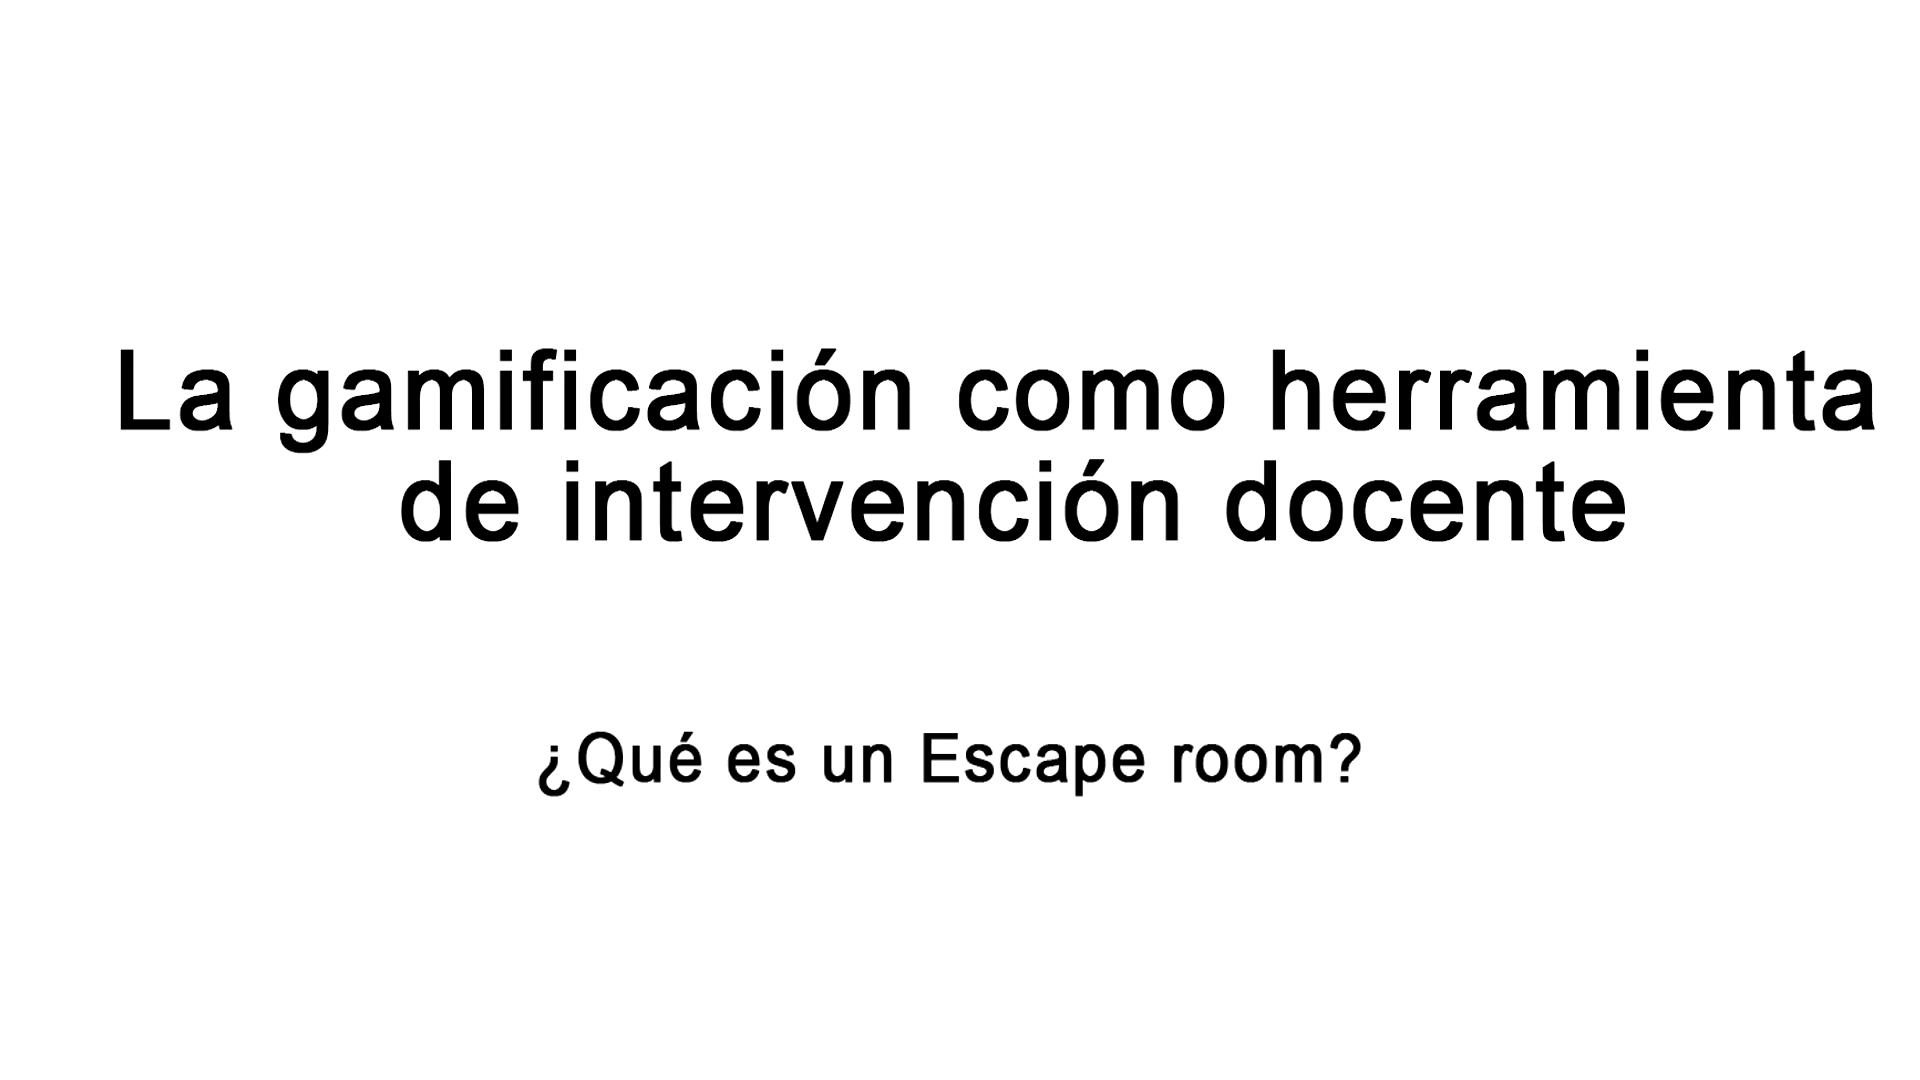 La gamificación como herramienta
de intervención docente
¿Qué es un Escape room?